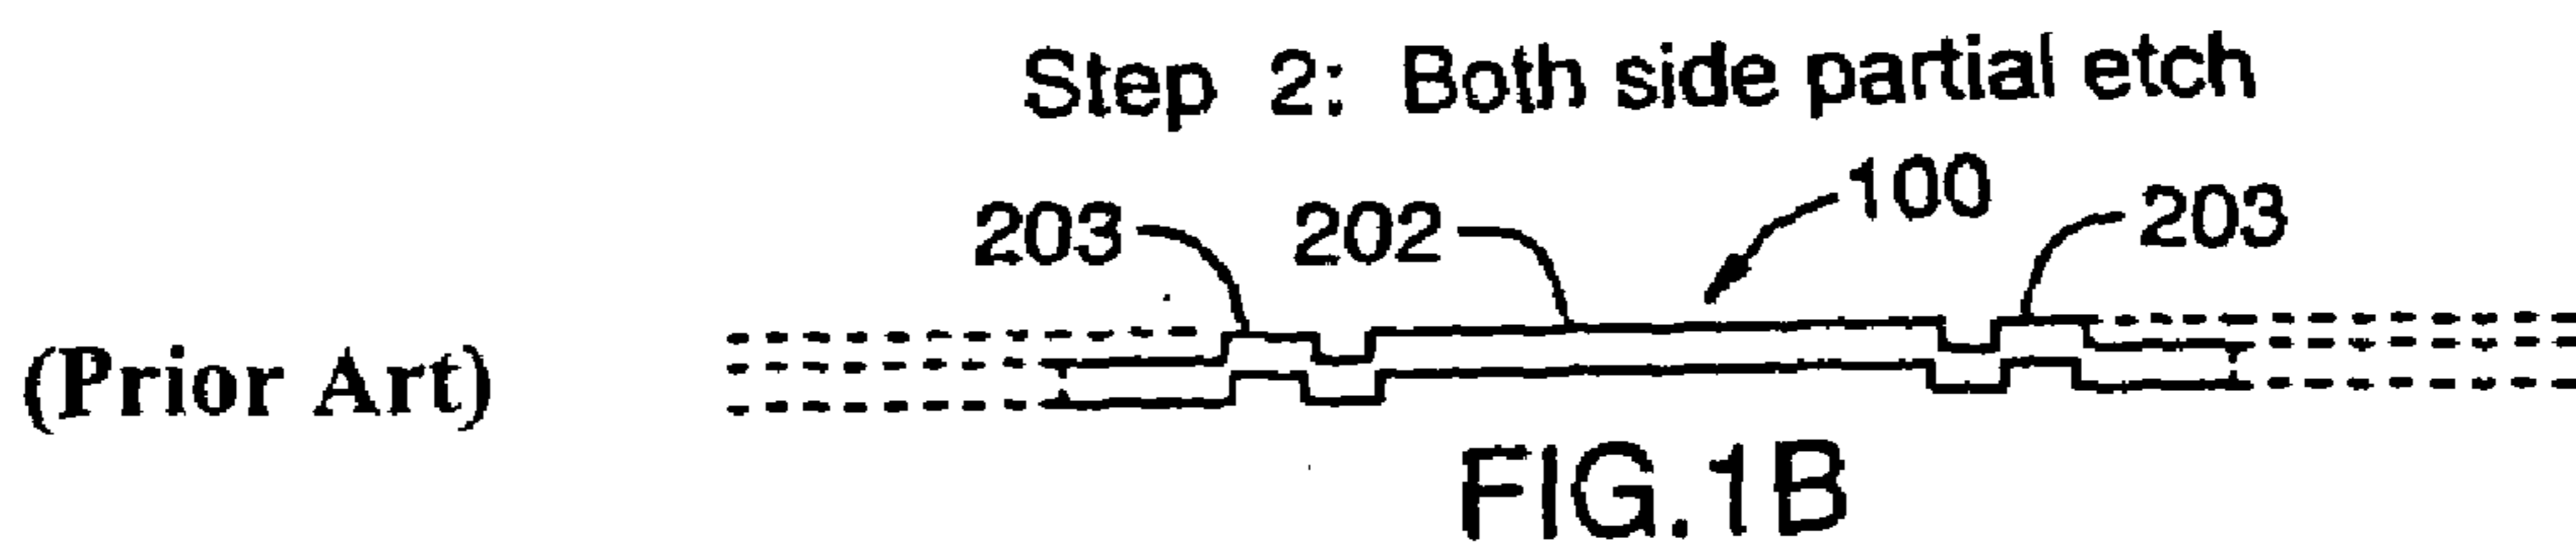 Step 2: Both side partial etch
203 202 100 203
(Prior Art)
FIG.1B